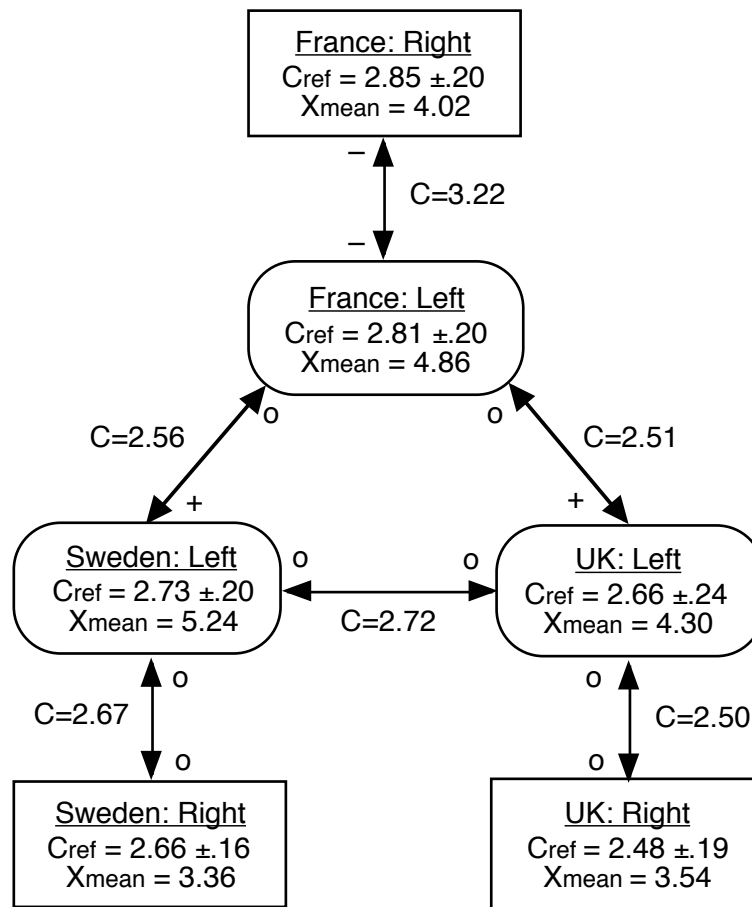 France: Right
Cref = 2.85 ±.20
Xmean = 4.02
–
C=3.22
–
France: Left
Cref = 2.81 ±.20
Xmean = 4.86
o
o
C=2.56
C=2.51
+
+
Sweden: Left
Cref = 2.73 ±.20
Xmean = 5.24
o
o
C=2.72
UK: Left
Cref = 2.66 ±.24
Xmean = 4.30
o
o
C=2.67
C=2.50
o
o
Sweden: Right
Cref = 2.66 ±.16
Xmean = 3.36
UK: Right
Cref = 2.48 ±.19
Xmean = 3.54